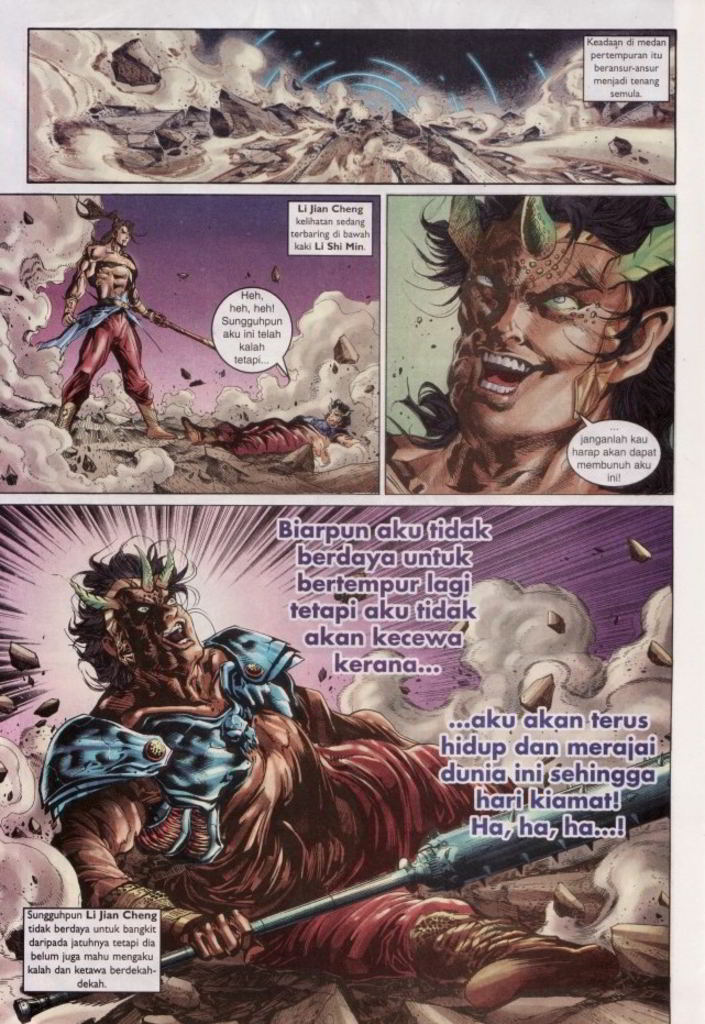 Keadaan di medan
pertempuran itu
beransur-ansur
menjadi tenang
semula.
Li Jian Cheng
kelihatan sedang
terbaring di bawah
kaki Li Shi Min.
Heh,
heh, heh!
Sungguhpun
aku ini telah
kalah
tetapi...
...
janganlah kau
harap akan dapat
membunuh aku
ini!
Biarpun aku tidak
berdaya untuk
bertempur lagi
tetapi aku tidak
akan kecewa
kerana...
...aku akan terus
hidup dan merajai
dunia ini sehingga
hari kiamat!
Ha, ha, ha...!
Sungguhpun Li Jian Cheng
tidak berdaya untuk bangkit
daripada jatuhnya tetapi dia
belum juga mahu mengaku
kalah dan ketawa berdekah-
dekah.